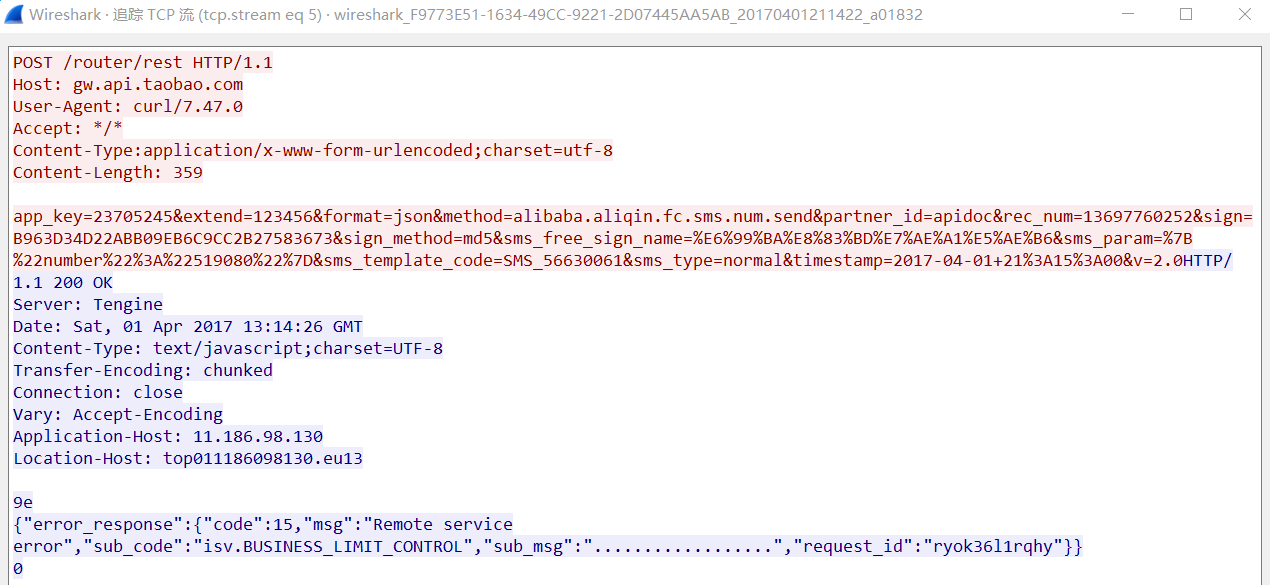 Wireshark · 追踪 TCP 流 (tcp.stream eq 5) · wireshark_F9773E51-1634-49CC-9221-2D07445AA5AB_20170401211422_a01832
POST /router/rest HTTP/1.1
Host: gw.api.taobao.com
User-Agent: curl/7.47.0
Accept: */*
Content-Type:application/x-www-form-urlencoded;charset=utf-8
Content-Length: 359
app_key=23705245&extend=123456&format=json&method=alibaba.aliqin.fc.sms.num.send&partner_id=apidoc&rec_num=13697760252&sign=
B963D34D22ABB09EB6C9CC2B27583673&sign_method=md5&sms_free_sign_name=%E6%99%BA%E8%83%BD%E7%AE%A1%E5%AE%B6&sms_param=%7B
%22number%22%3A%22519080%22%7D&sms_template_code=SMS_56630061&sms_type=normal&timestamp=2017-04-01+21%3A15%3A00&v=2.0HTTP/
1.1 200 OK
Server: Tengine
Date: Sat, 01 Apr 2017 13:14:26 GMT
Content-Type: text/javascript;charset=UTF-8
Transfer-Encoding: chunked
Connection: close
Vary: Accept-Encoding
Application-Host: 11.186.98.130
Location-Host: top011186098130.eu13
9e
{"error_response":{"code":15,"msg":"Remote service
error","sub_code":"isv.BUSINESS_LIMIT_CONTROL","sub_msg":"..................","request_id":"ryok36l1rqhy"}}
0